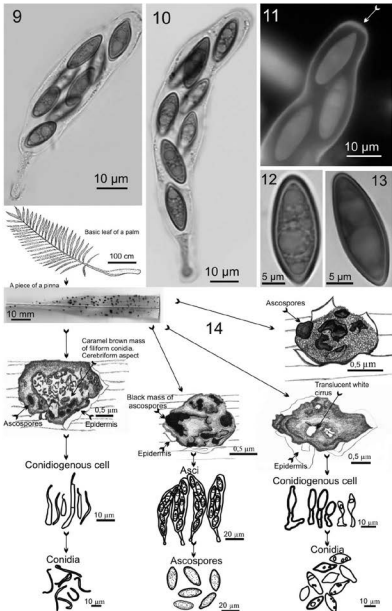 9
10 µm
10
10 µm
11
10 µm
12
5 µm
13
5 µm
Basic leaf of a palm
100 cm
A piece of a pinna
10 mm
14
Ascospores
0,5 µm
Caramel brown mass
of filiform conidia.
Cerebriform aspect
0,5 µm
Ascospores
Epidermis
Black mass of
ascospores
Epidermis
0,5 µm
Translucent white
cirrus
Epidermis
0,5 µm
Conidiogenous cell
10 µm
Conidia
10 µm
Asci
20 µm
Ascospores
20 µm
Conidiogenous cell
10 µm
Conidia
10 µm